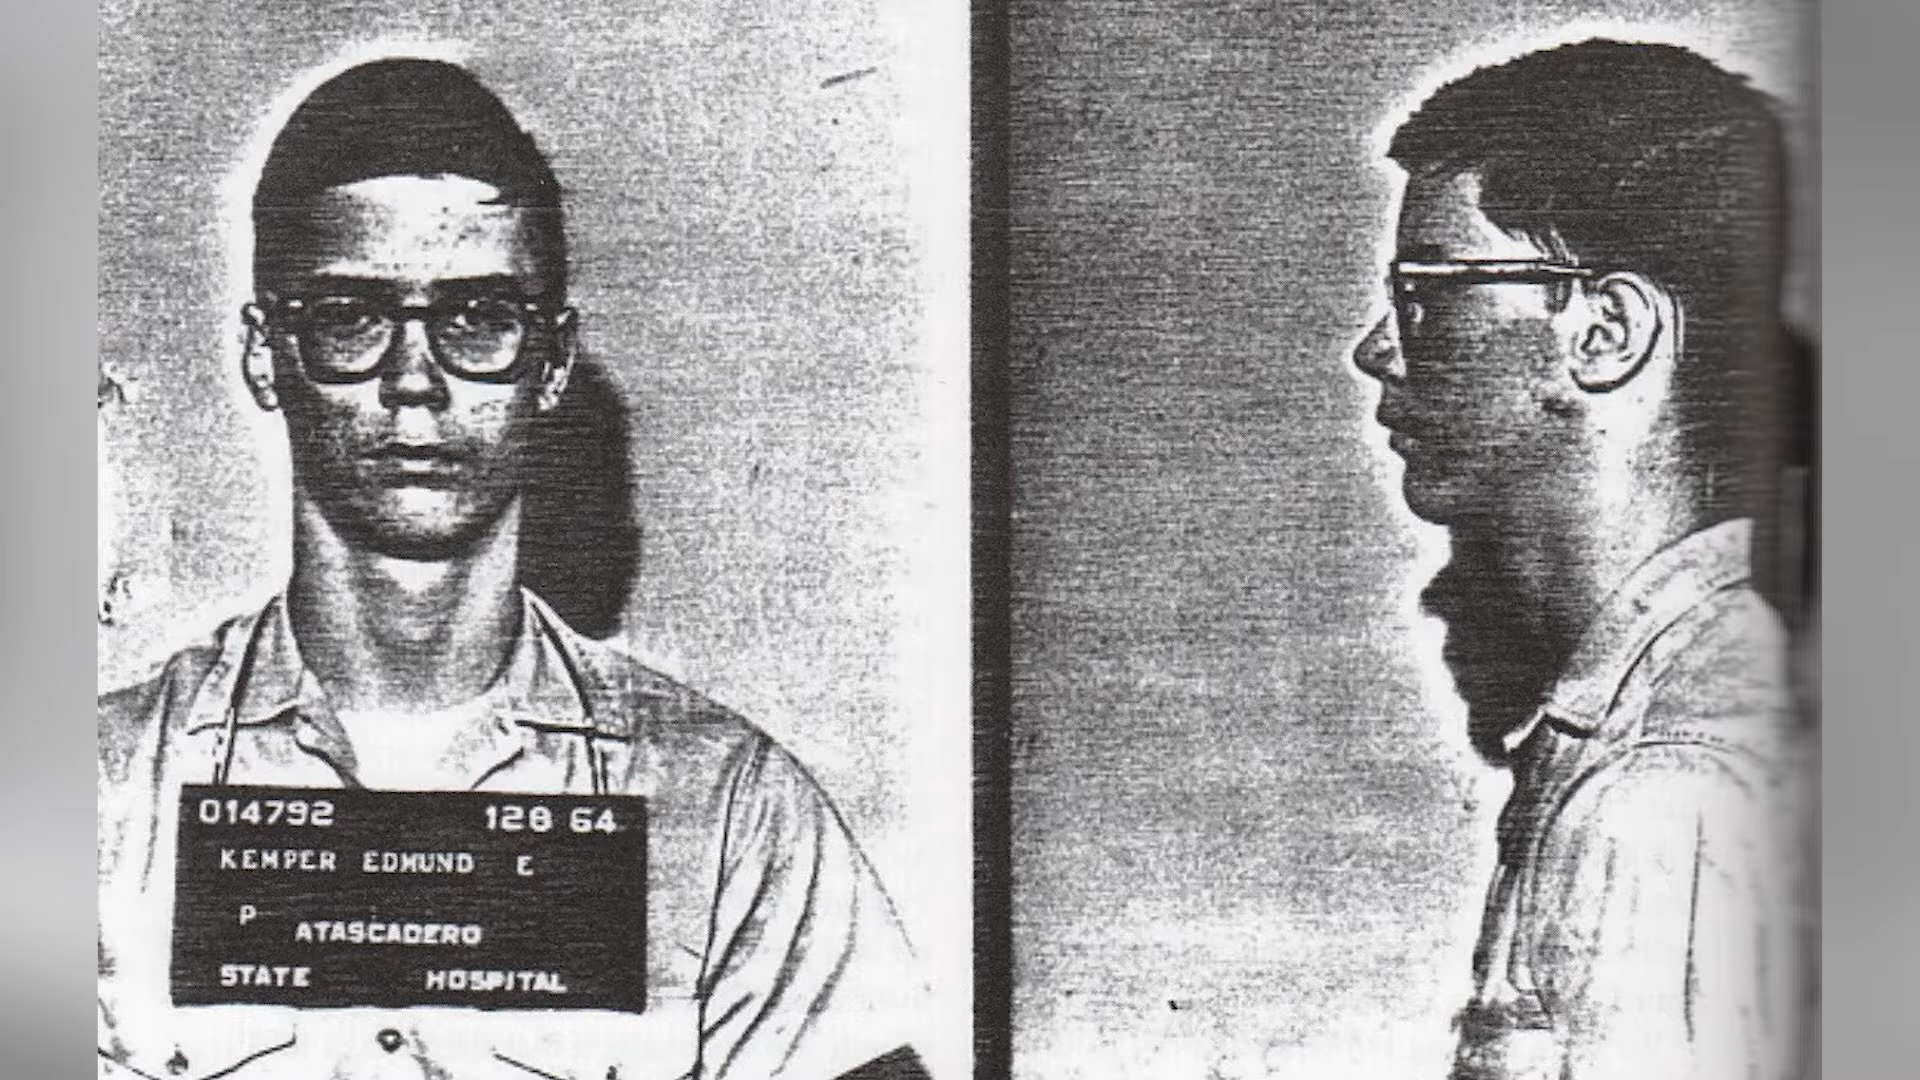 014792 128 64
KEMPER EDMUND E
P
ATASCADERO
STATE HOSPITAL